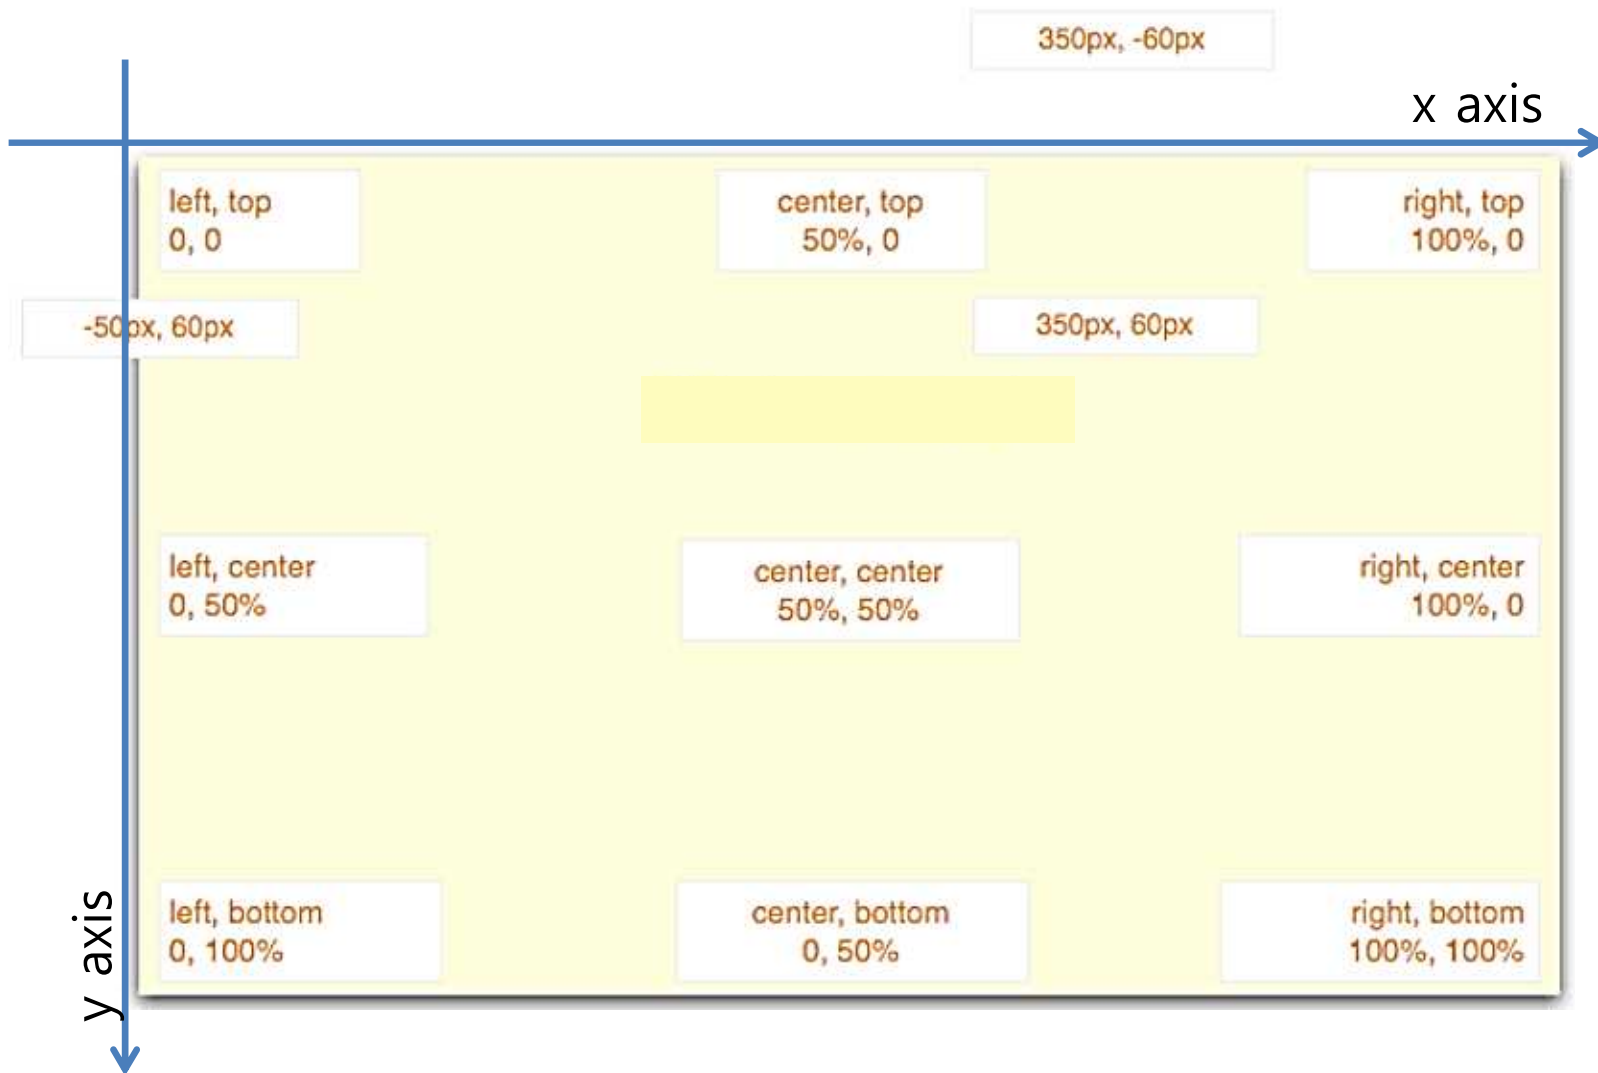 350px, -60px
x axis
left, top
0, 0
center, top
50%, 0
right, top
100%, 0
-50px, 60px
350px, 60px
left, center
0, 50%
center, center
50%, 50%
right, center
100%, 0
left, bottom
0, 100%
center, bottom
0, 50%
right, bottom
100%, 100%
y axis